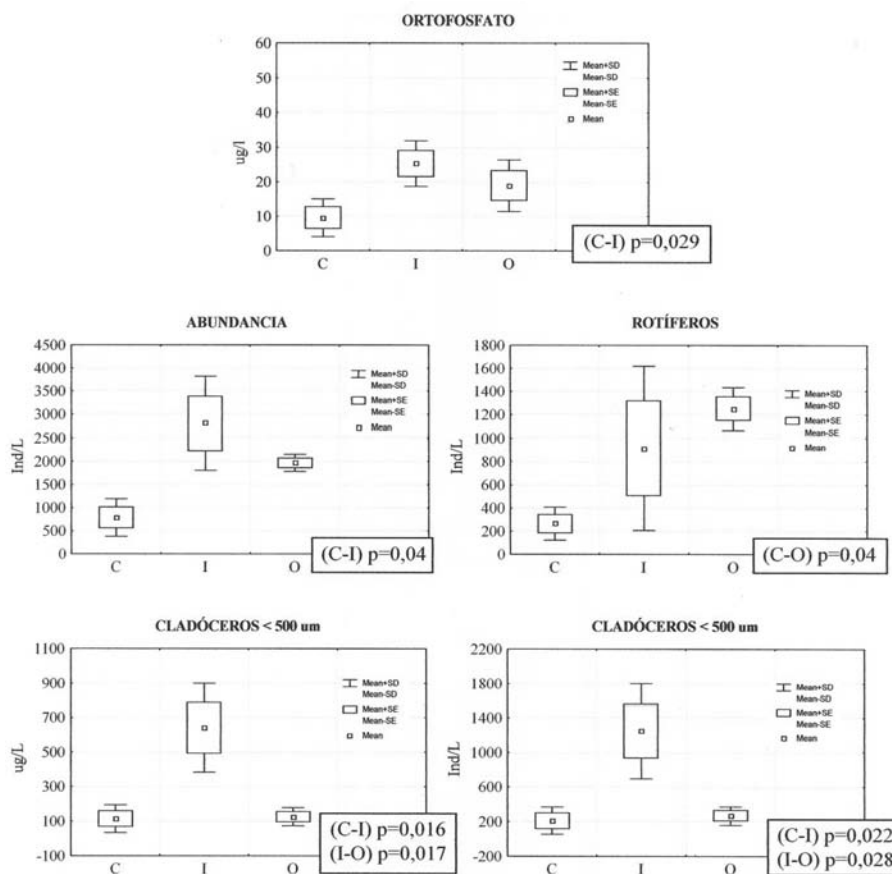 ORTOFOSFATO
60
50
40
30
20
10
0
ug/l
C I O
Mean+SD
Mean-SD
Mean+SE
Mean-SE
Mean
(C-I) p=0,029
ABUNDANCIA
4500
4000
3500
3000
2500
2000
1500
1000
500
0
Ind/L
C I O
Mean+SD
Mean-SD
Mean+SE
Mean-SE
Mean
(C-I) p=0,04
ROTÍFEROS
1800
1600
1400
1200
1000
800
600
400
200
0
Ind/L
C I O
Mean+SD
Mean-SD
Mean+SE
Mean-SE
Mean
(C-O) p=0,04
CLADÓCEROS < 500 um
1100
900
700
500
300
100
-100
ug/L
C I O
Mean+SD
Mean-SD
Mean+SE
Mean-SE
Mean
(C-I) p=0,016
(I-O) p=0,017
CLADÓCEROS < 500 um
2200
1800
1400
1000
600
200
-200
Ind/L
C I O
Mean+SD
Mean-SD
Mean+SE
Mean-SE
Mean
(C-I) p=0,022
(I-O) p=0,028